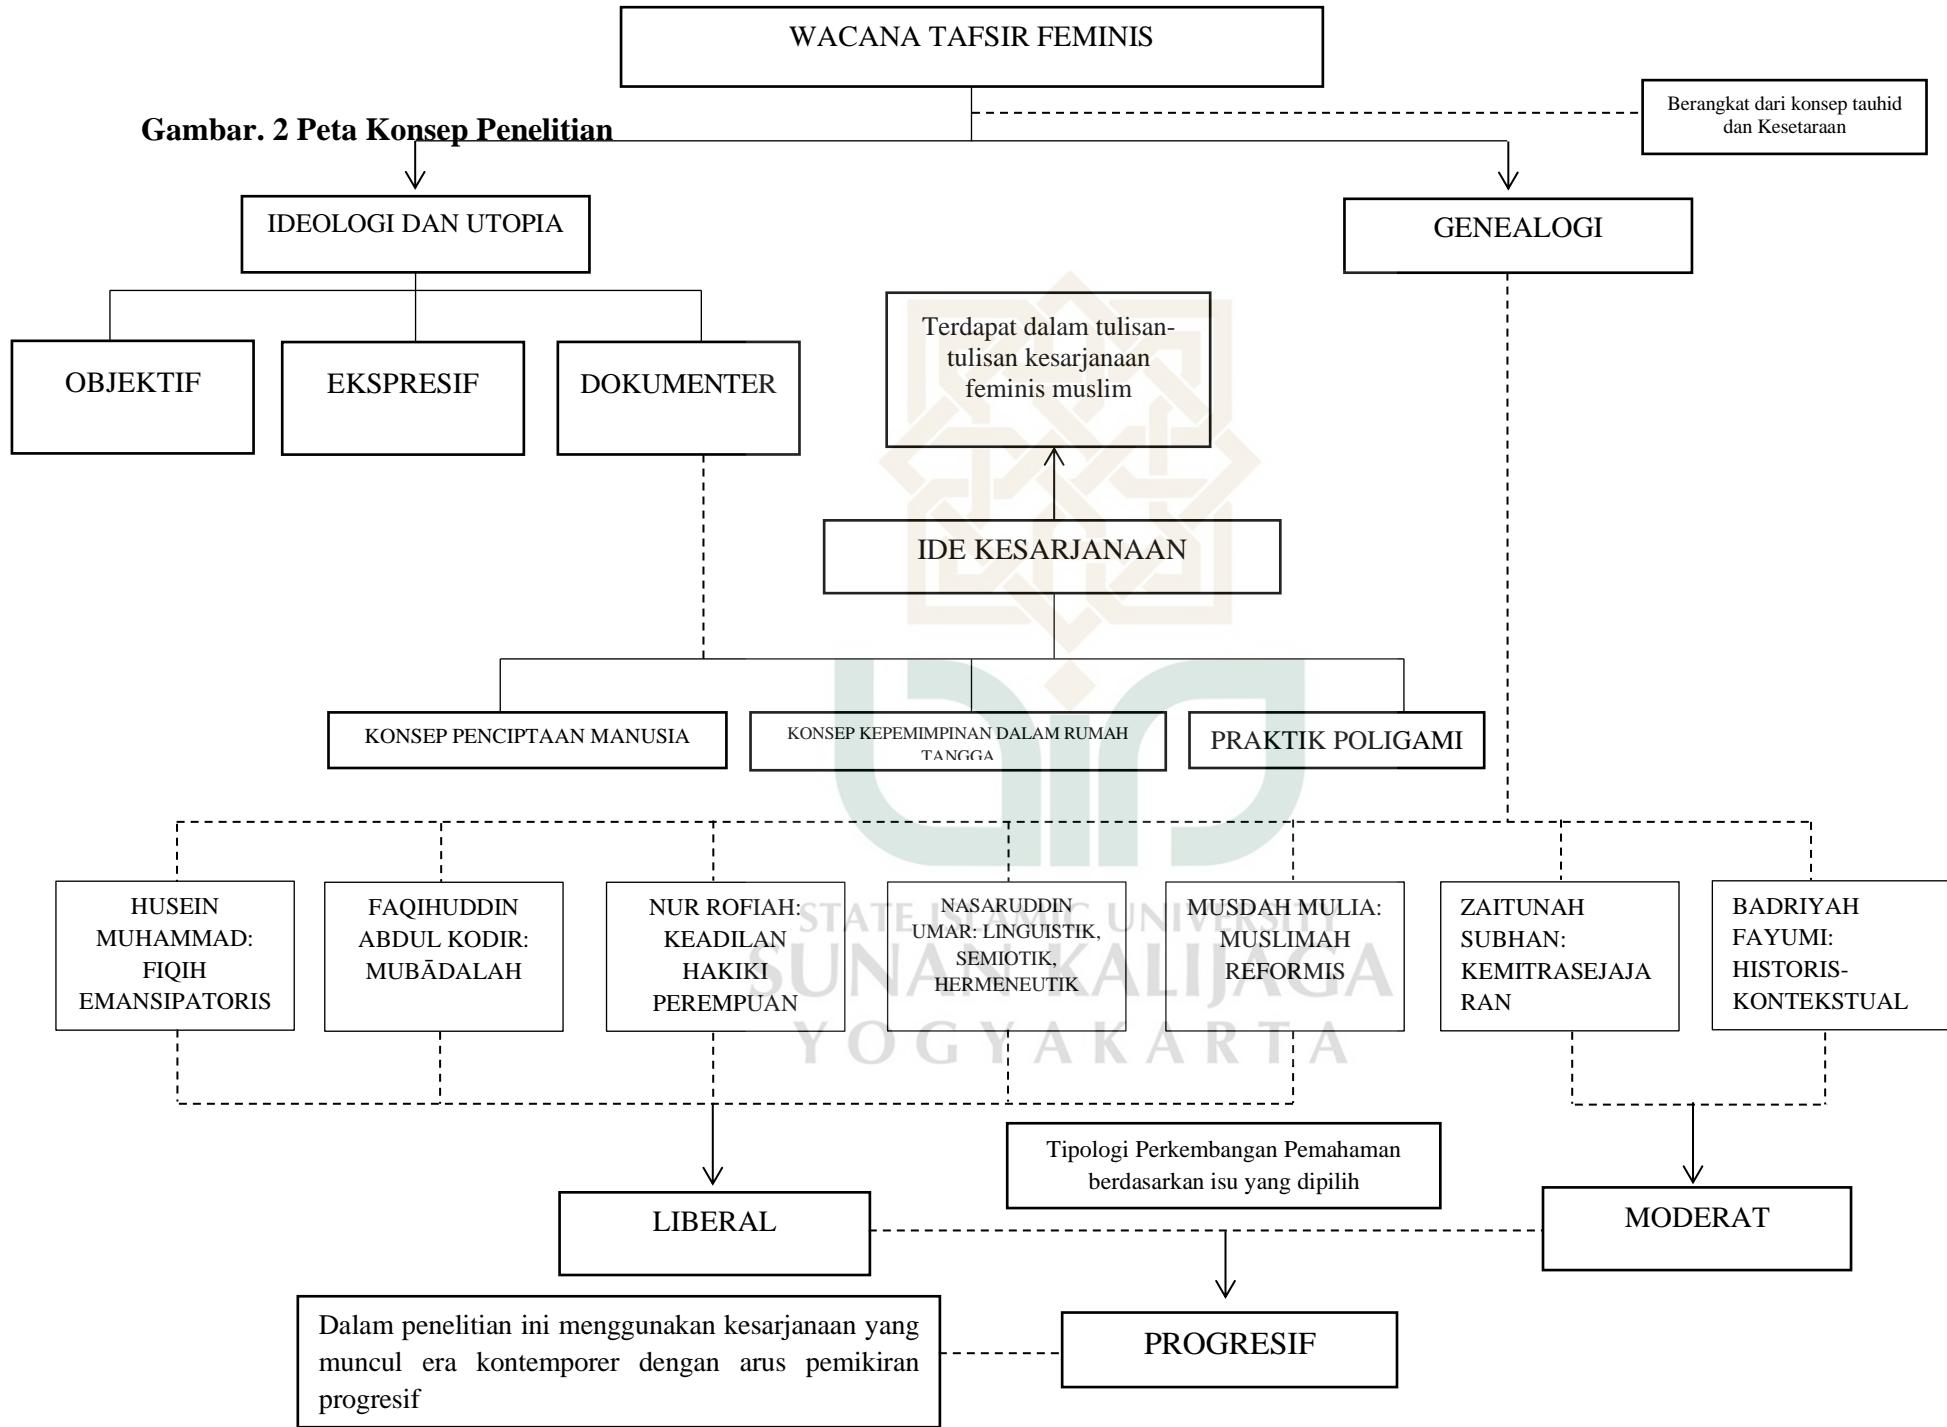 WACANA TAFSIR FEMINIS
Berangkat dari konsep tauhid
dan Kesetaraan
Gambar. 2 Peta Konsep Penelitian
IDEOLOGI DAN UTOPIA
GENEALOGI
OBJEKTIF
EKSPRESIF
DOKUMENTER
Terdapat dalam tulisan-
tulisan kesarjanaan
feminis muslim
IDE KESARJANAAN
KONSEP PENCIPTAAN MANUSIA
KONSEP KEPEMIMPINAN DALAM RUMAH
TANGGA
PRAKTIK POLIGAMI
HUSEIN
MUHAMMAD:
FIQIH
EMANSIPATORIS
FAQIHUDDIN
ABDUL KODIR:
MUBĀDALAH
NUR ROFIAH:
KEADILAN
HAKIKI
PEREMPUAN
NASARUDDIN
UMAR: LINGUISTIK,
SEMIOTIK,
HERMENEUTIK
MUSDAH MULIA:
MUSLIMAH
REFORMIS
ZAITUNAH
SUBHAN:
KEMITRASEJAJA
RAN
BADRIYAH
FAYUMI:
HISTORIS-
KONTEKSTUAL
STATE ISLAMIC UNIVERSITY
SUNAN KALIJAGA
YOGYAKARTA
Tipologi Perkembangan Pemahaman
berdasarkan isu yang dipilih
LIBERAL
MODERAT
Dalam penelitian ini menggunakan kesarjanaan yang
muncul era kontemporer dengan arus pemikiran
progresif
PROGRESIF